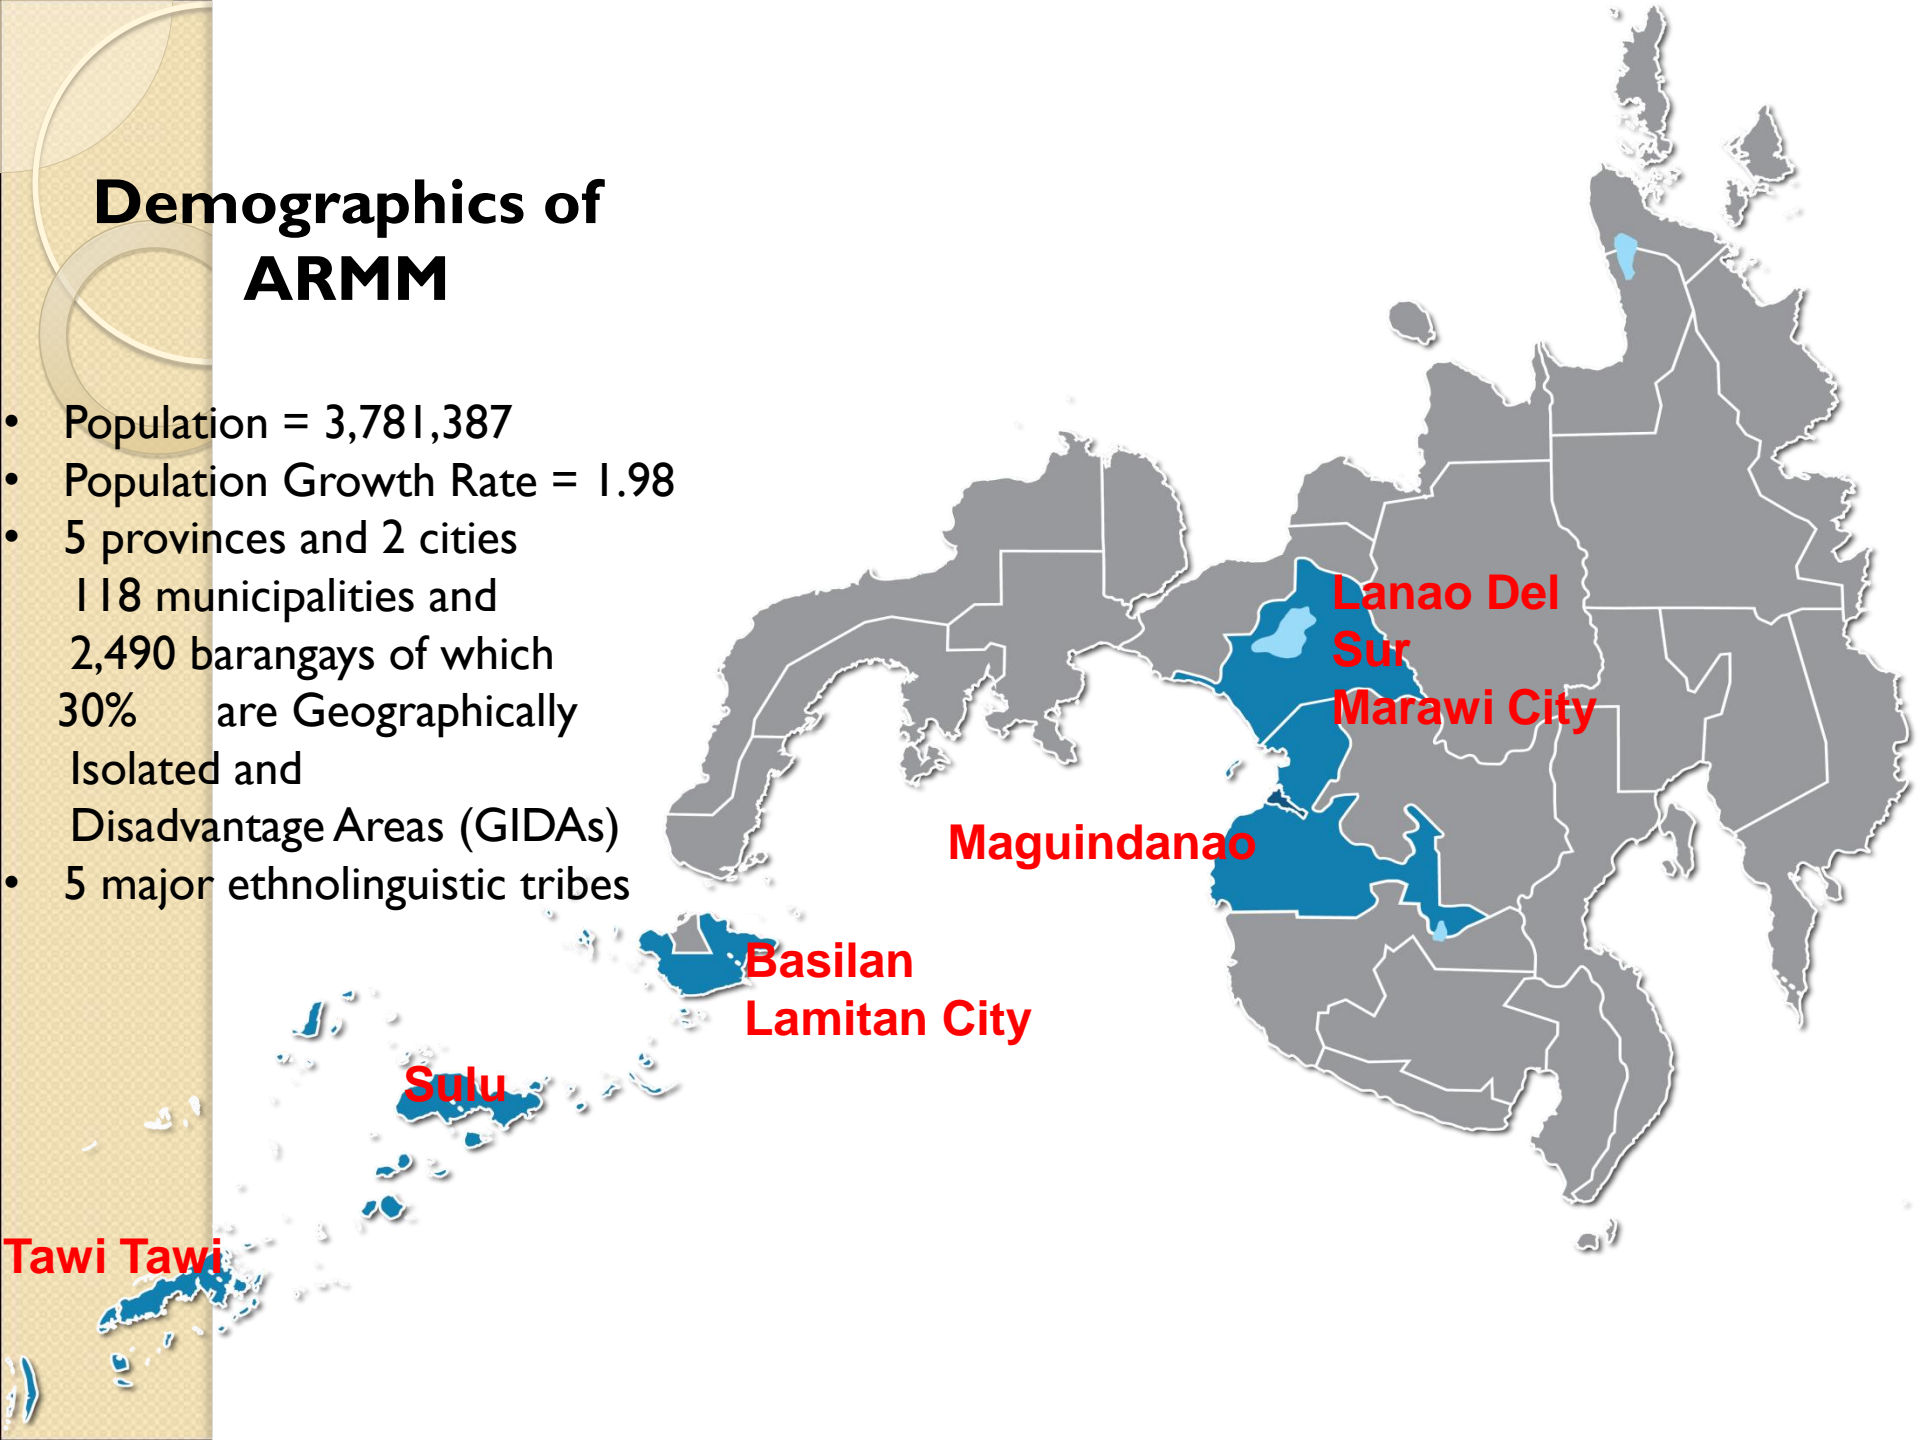 Demographics of
ARMM
• Population = 3,781,387
• Population Growth Rate = 1.98
• 5 provinces and 2 cities
118 municipalities and
2,490 barangays of which
30% are Geographically
Isolated and
Disadvantage Areas (GIDAs)
• 5 major ethnolinguistic tribes
Lanao Del
Sur
Marawi City
Maguindanao
Basilan
Lamitan City
Sulu
Tawi Tawi